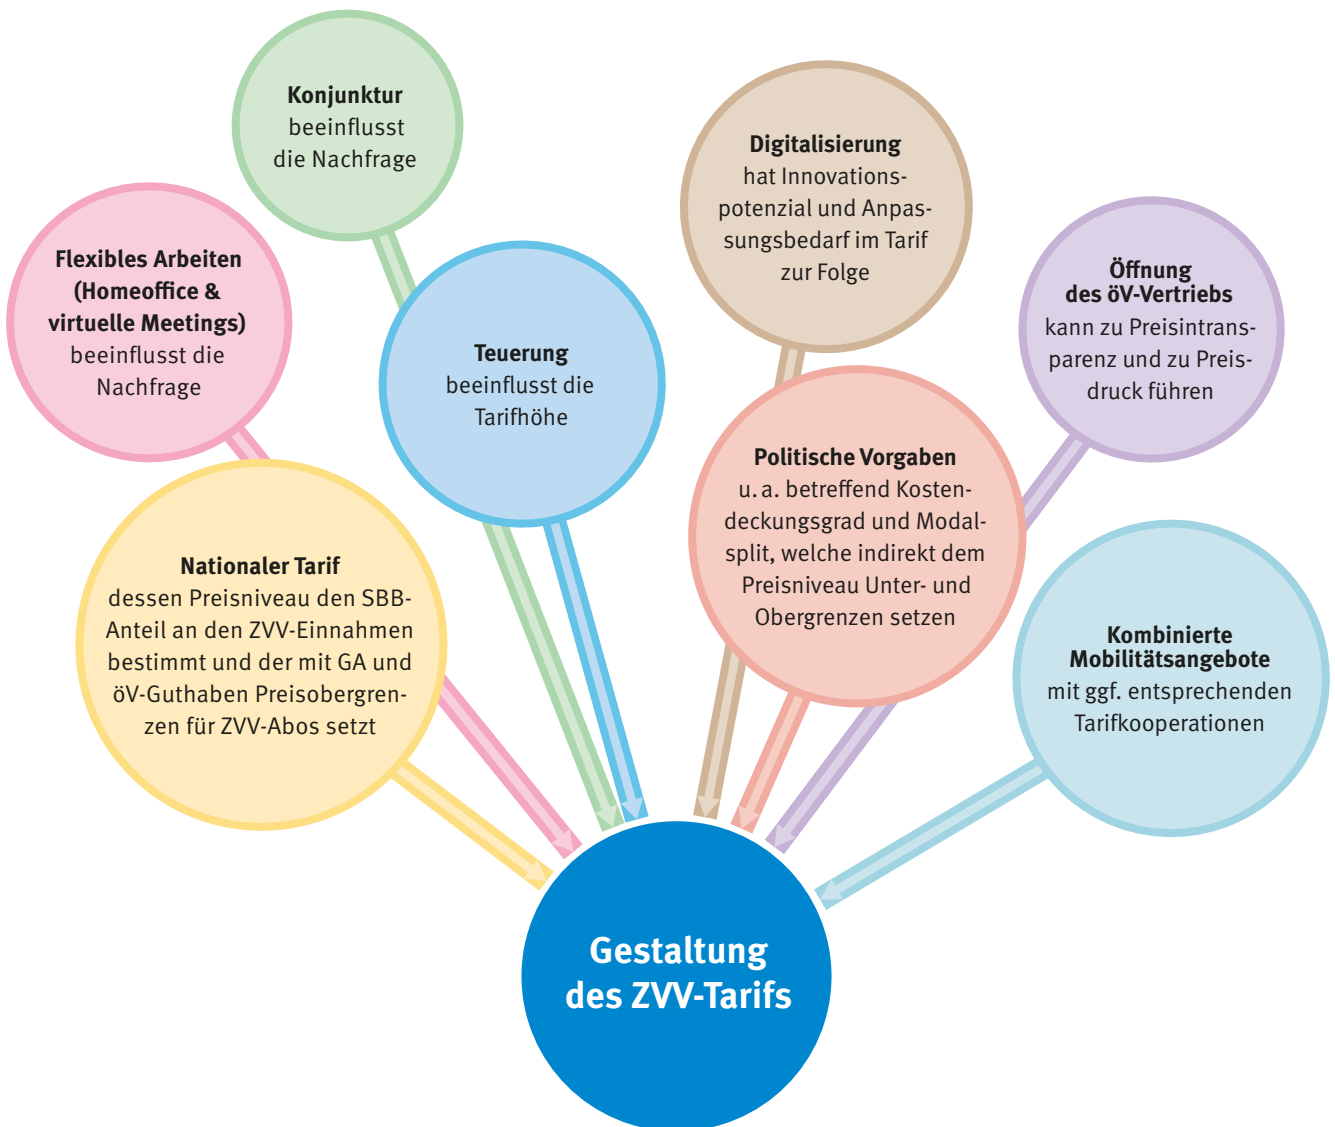 Konjunktur
beeinflusst
die Nachfrage
Digitalisierung
hat Innovations-
potenzial und Anpas-
sungsbedarf im Tarif
zur Folge
Flexibles Arbeiten
(Homeoffice &
virtuelle Meetings)
beeinflusst die
Nachfrage
Öffnung
des öV-Vertriebs
kann zu Preisintrans-
parenz und zu Preis-
druck führen
Teuerung
beeinflusst die
Tarifhöhe
Politische Vorgaben
u. a. betreffend Kosten-
deckungsgrad und Modal-
split, welche indirekt dem
Preisniveau Unter- und
Obergrenzen setzen
Nationaler Tarif
dessen Preisniveau den SBB-
Anteil an den ZVV-Einnahmen
bestimmt und der mit GA und
öV-Guthaben Preisobergren-
zen für ZVV-Abos setzt
Kombinierte
Mobilitätsangebote
mit ggf. entsprechenden
Tarifkooperationen
Gestaltung
des ZVV-Tarifs